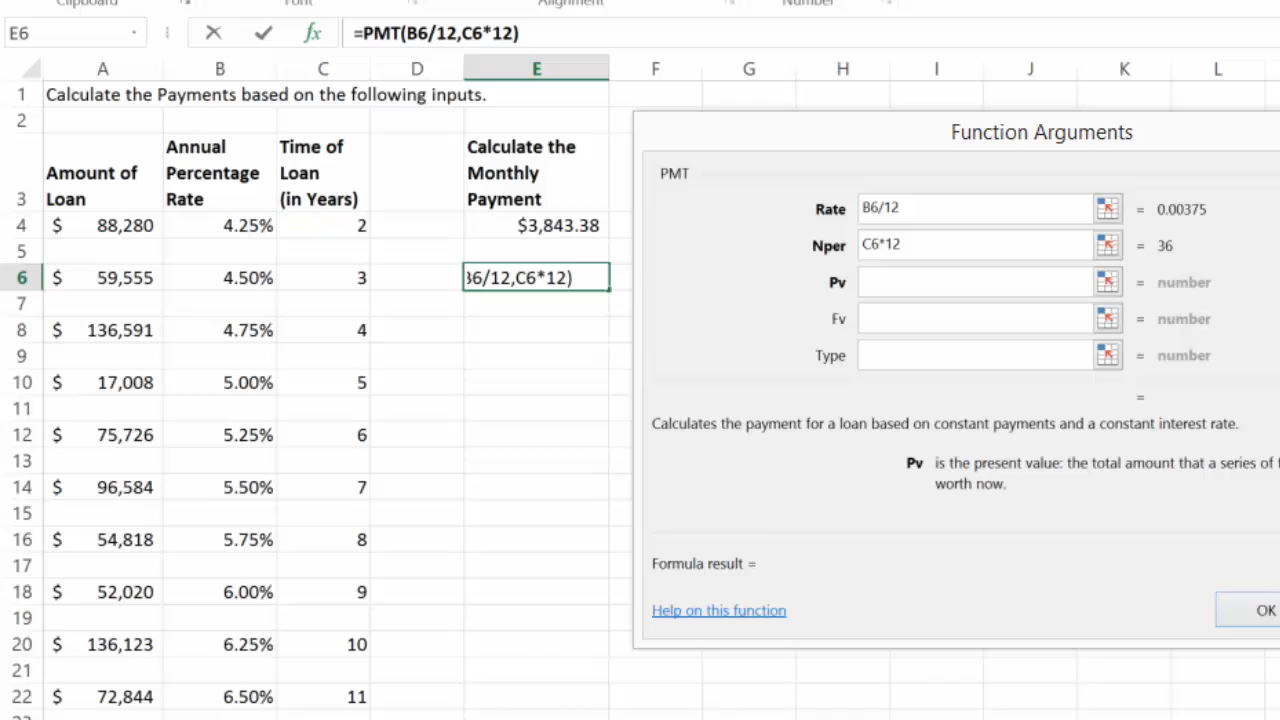 Clipboard Font Alignment Number
E6 fx =PMT(B6/12,C6*12)
A B C D E F G H I J K L
1 Calculate the Payments based on the following inputs.
2
3 Amount of Loan Annual Percentage Rate Time of Loan (in Years) Calculate the Monthly Payment
4 $ 88,280 4.25% 2 $3,843.38
5
6 $ 59,555 4.50% 3 B6/12,C6*12)
7
8 $ 136,591 4.75% 4
9
10 $ 17,008 5.00% 5
11
12 $ 75,726 5.25% 6
13
14 $ 96,584 5.50% 7
15
16 $ 54,818 5.75% 8
17
18 $ 52,020 6.00% 9
19
20 $ 136,123 6.25% 10
21
22 $ 72,844 6.50% 11
23
Function Arguments
PMT
Rate B6/12 = 0.00375
Nper C6*12 = 36
Pv = number
Fv = number
Type = number
=
Calculates the payment for a loan based on constant payments and a constant interest rate.
Pv is the present value: the total amount that a series of
worth now.
Formula result =
Help on this function
OK